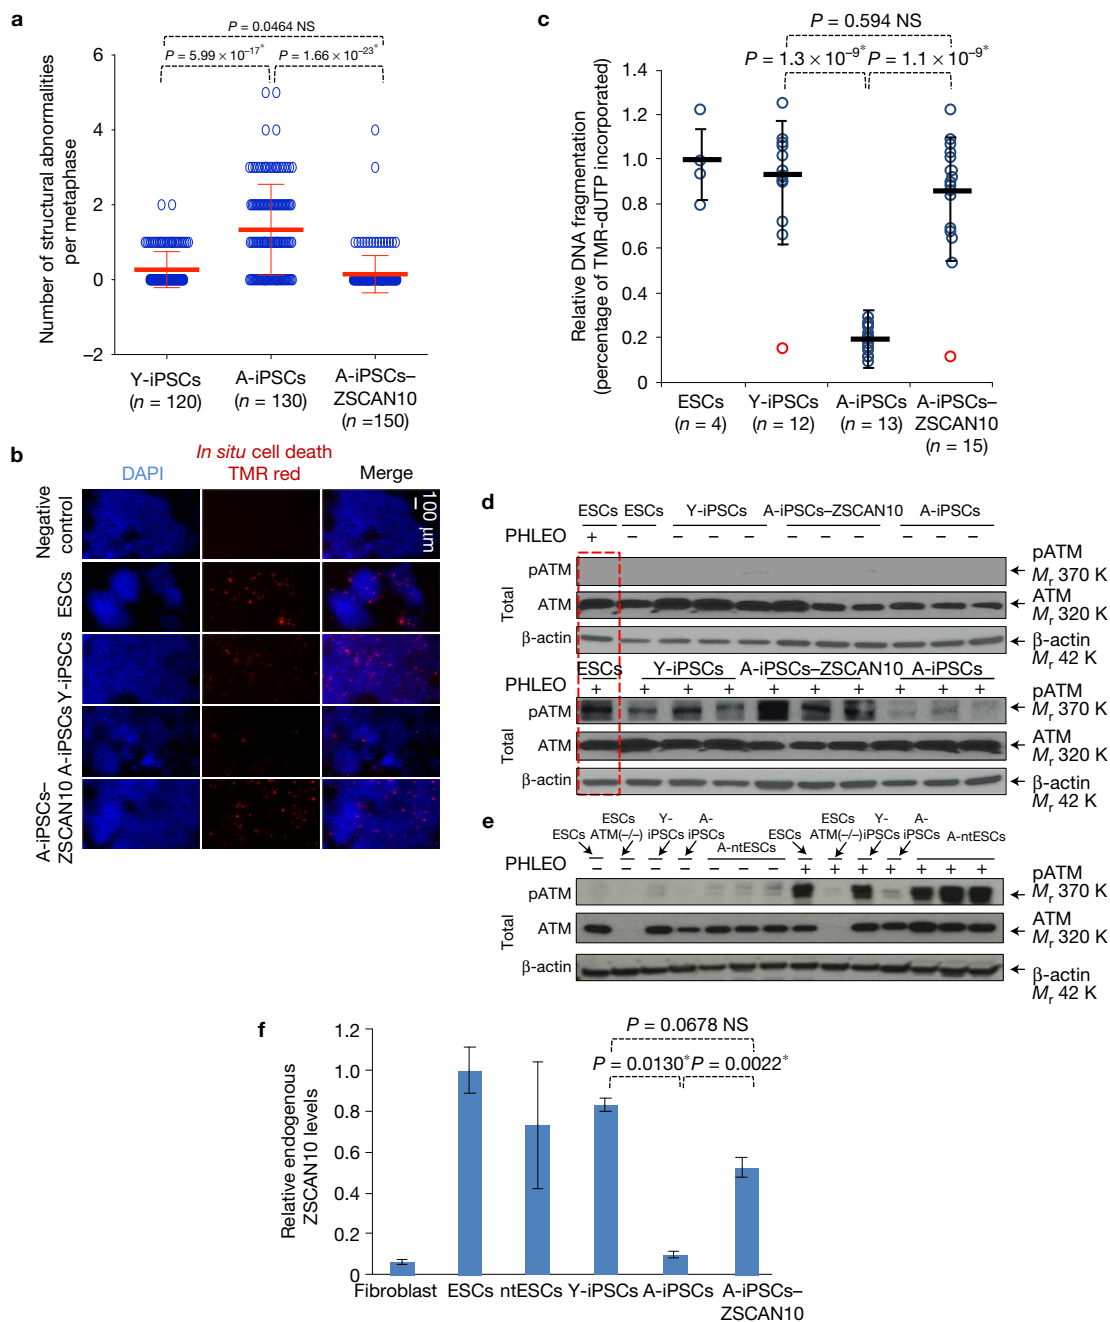 a
P = 0.0464 NS
P = 5.99 × 10⁻¹⁷*
P = 1.66 × 10⁻²³*
Number of structural abnormalities
per metaphase
6
4
2
0
–2
Y-iPSCs
(n = 120)
A-iPSCs
(n = 130)
A-iPSCs–
ZSCAN10
(n =150)
b
In situ cell death
DAPI
TMR red
Merge
Negative
control
100 μm
ESCs
Y-iPSCs
A-iPSCs
A-iPSCs–
ZSCAN10
c
P = 0.594 NS
P = 1.3 × 10⁻⁹*
P = 1.1 × 10⁻⁹*
Relative DNA fragmentation
(percentage of TMR-dUTP incorporated)
1.4
1.2
1.0
0.8
0.6
0.4
0.2
0
ESCs
(n = 4)
Y-iPSCs
(n = 12)
A-iPSCs
(n = 13)
A-iPSCs–
ZSCAN10
(n = 15)
d
ESCs ESCs Y-iPSCs A-iPSCs–ZSCAN10 A-iPSCs
PHLEO + – – – – – – – – – –
pATM
pATM
Mr 370 K
Total
ATM
ATM
Mr 320 K
β-actin
β-actin
Mr 42 K
ESCs Y-iPSCs A-iPSCs–ZSCAN10 A-iPSCs
PHLEO + + + + + + + + + +
pATM
pATM
Mr 370 K
Total
ATM
ATM
Mr 320 K
β-actin
β-actin
Mr 42 K
e
ESCs
ESCs
ATM(–/–)
Y-
iPSCs
A-
iPSCs
A-ntESCs
ESCs
ESCs
ATM(–/–)
Y-
iPSCs
A-
iPSCs
A-ntESCs
PHLEO – – – – – – – + + + + + + +
pATM
pATM
Mr 370 K
Total
ATM
ATM
Mr 320 K
β-actin
β-actin
Mr 42 K
f
P = 0.0678 NS
P = 0.0130*
P = 0.0022*
Relative endogenous
ZSCAN10 levels
1.2
1.0
0.8
0.6
0.4
0.2
0
Fibroblast
ESCs
ntESCs
Y-iPSCs
A-iPSCs
A-iPSCs–
ZSCAN10